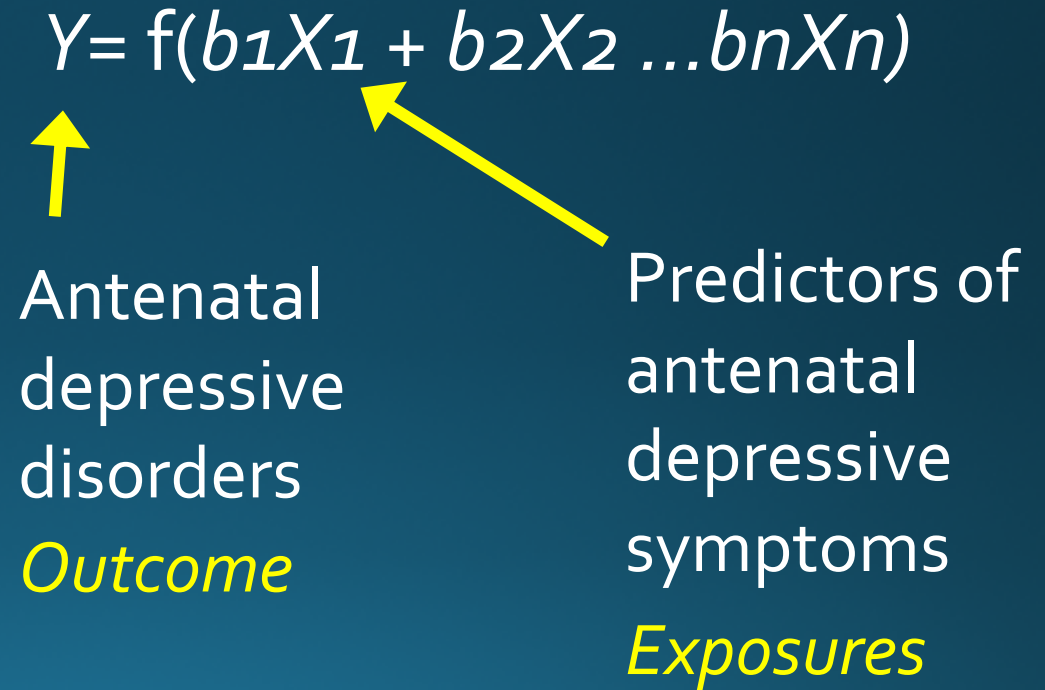 Y= f(b1X1 + b2X2 ...bnXn)
Antenatal
depressive
disorders
Outcome
Predictors of
antenatal
depressive
symptoms
Exposures